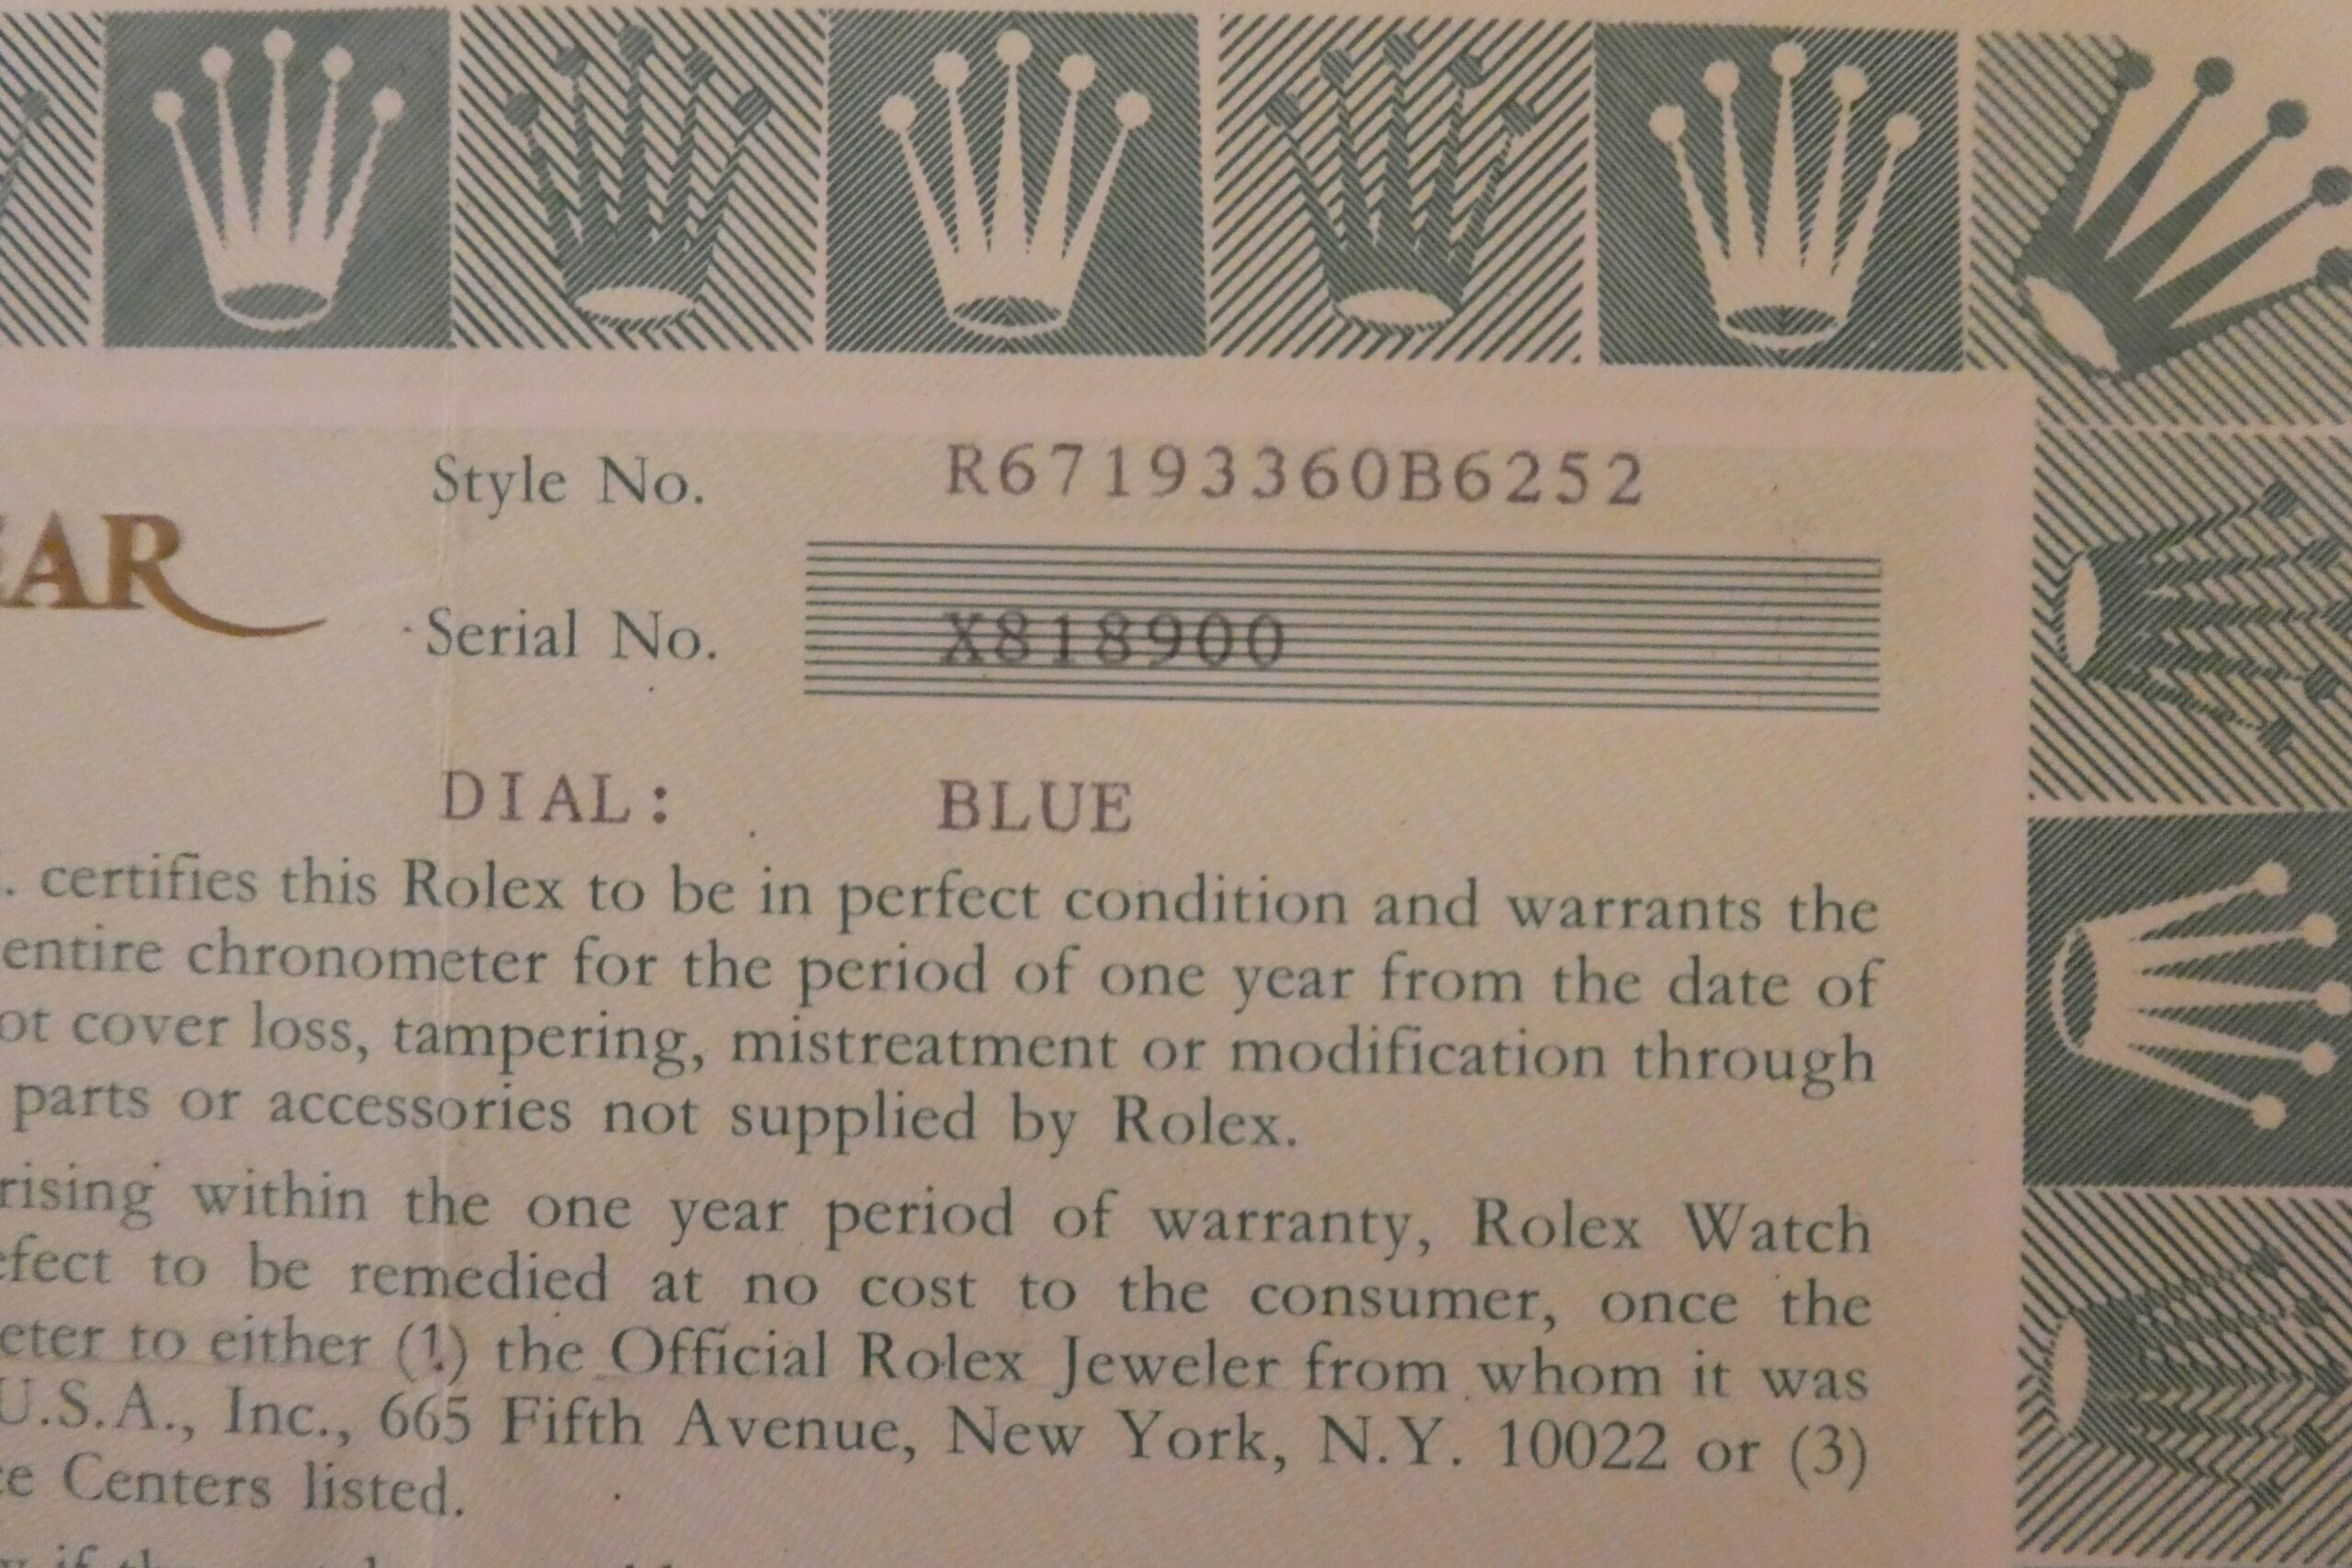 Style No. R67193360B6252
EAR
Serial No. X818900
DIAL: BLUE
. certifies this Rolex to be in perfect condition and warrants the
entire chronometer for the period of one year from the date of
ot cover loss, tampering, mistreatment or modification through
parts or accessories not supplied by Rolex.
rising within the one year period of warranty, Rolex Watch
efect to be remedied at no cost to the consumer, once the
eter to either (1) the Official Rolex Jeweler from whom it was
U.S.A., Inc., 665 Fifth Avenue, New York, N.Y. 10022 or (3)
ce Centers listed.